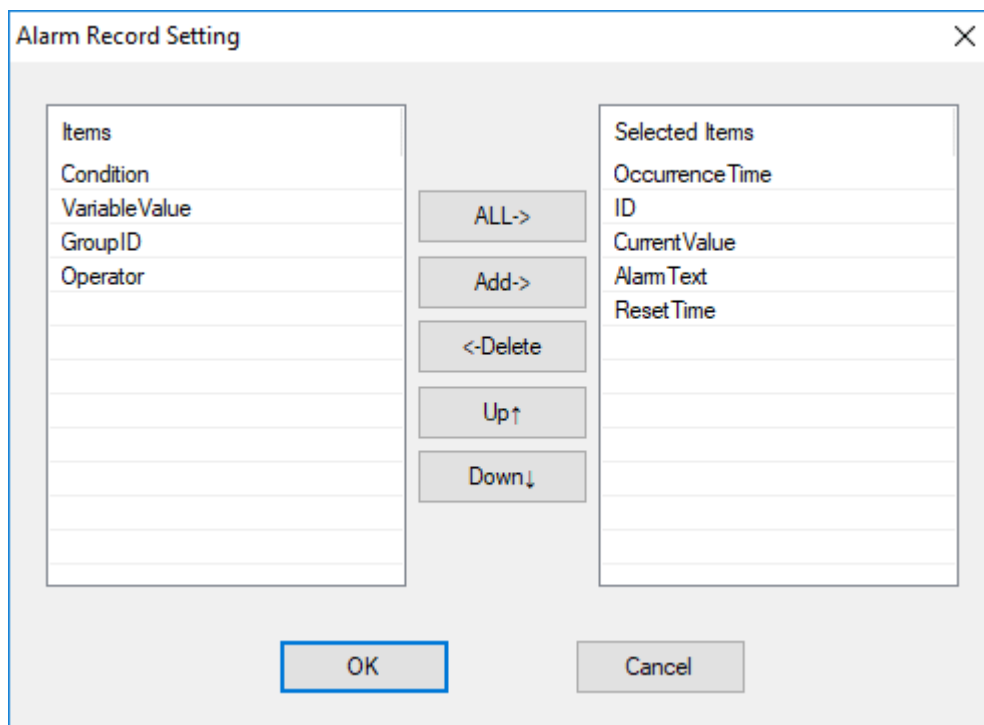 Alarm Record Setting
Items
Condition
VariableValue
GroupID
Operator
ALL->
Add->
<-Delete
Up↑
Down↓
Selected Items
OccurrenceTime
ID
CurrentValue
AlarmText
ResetTime
OK
Cancel